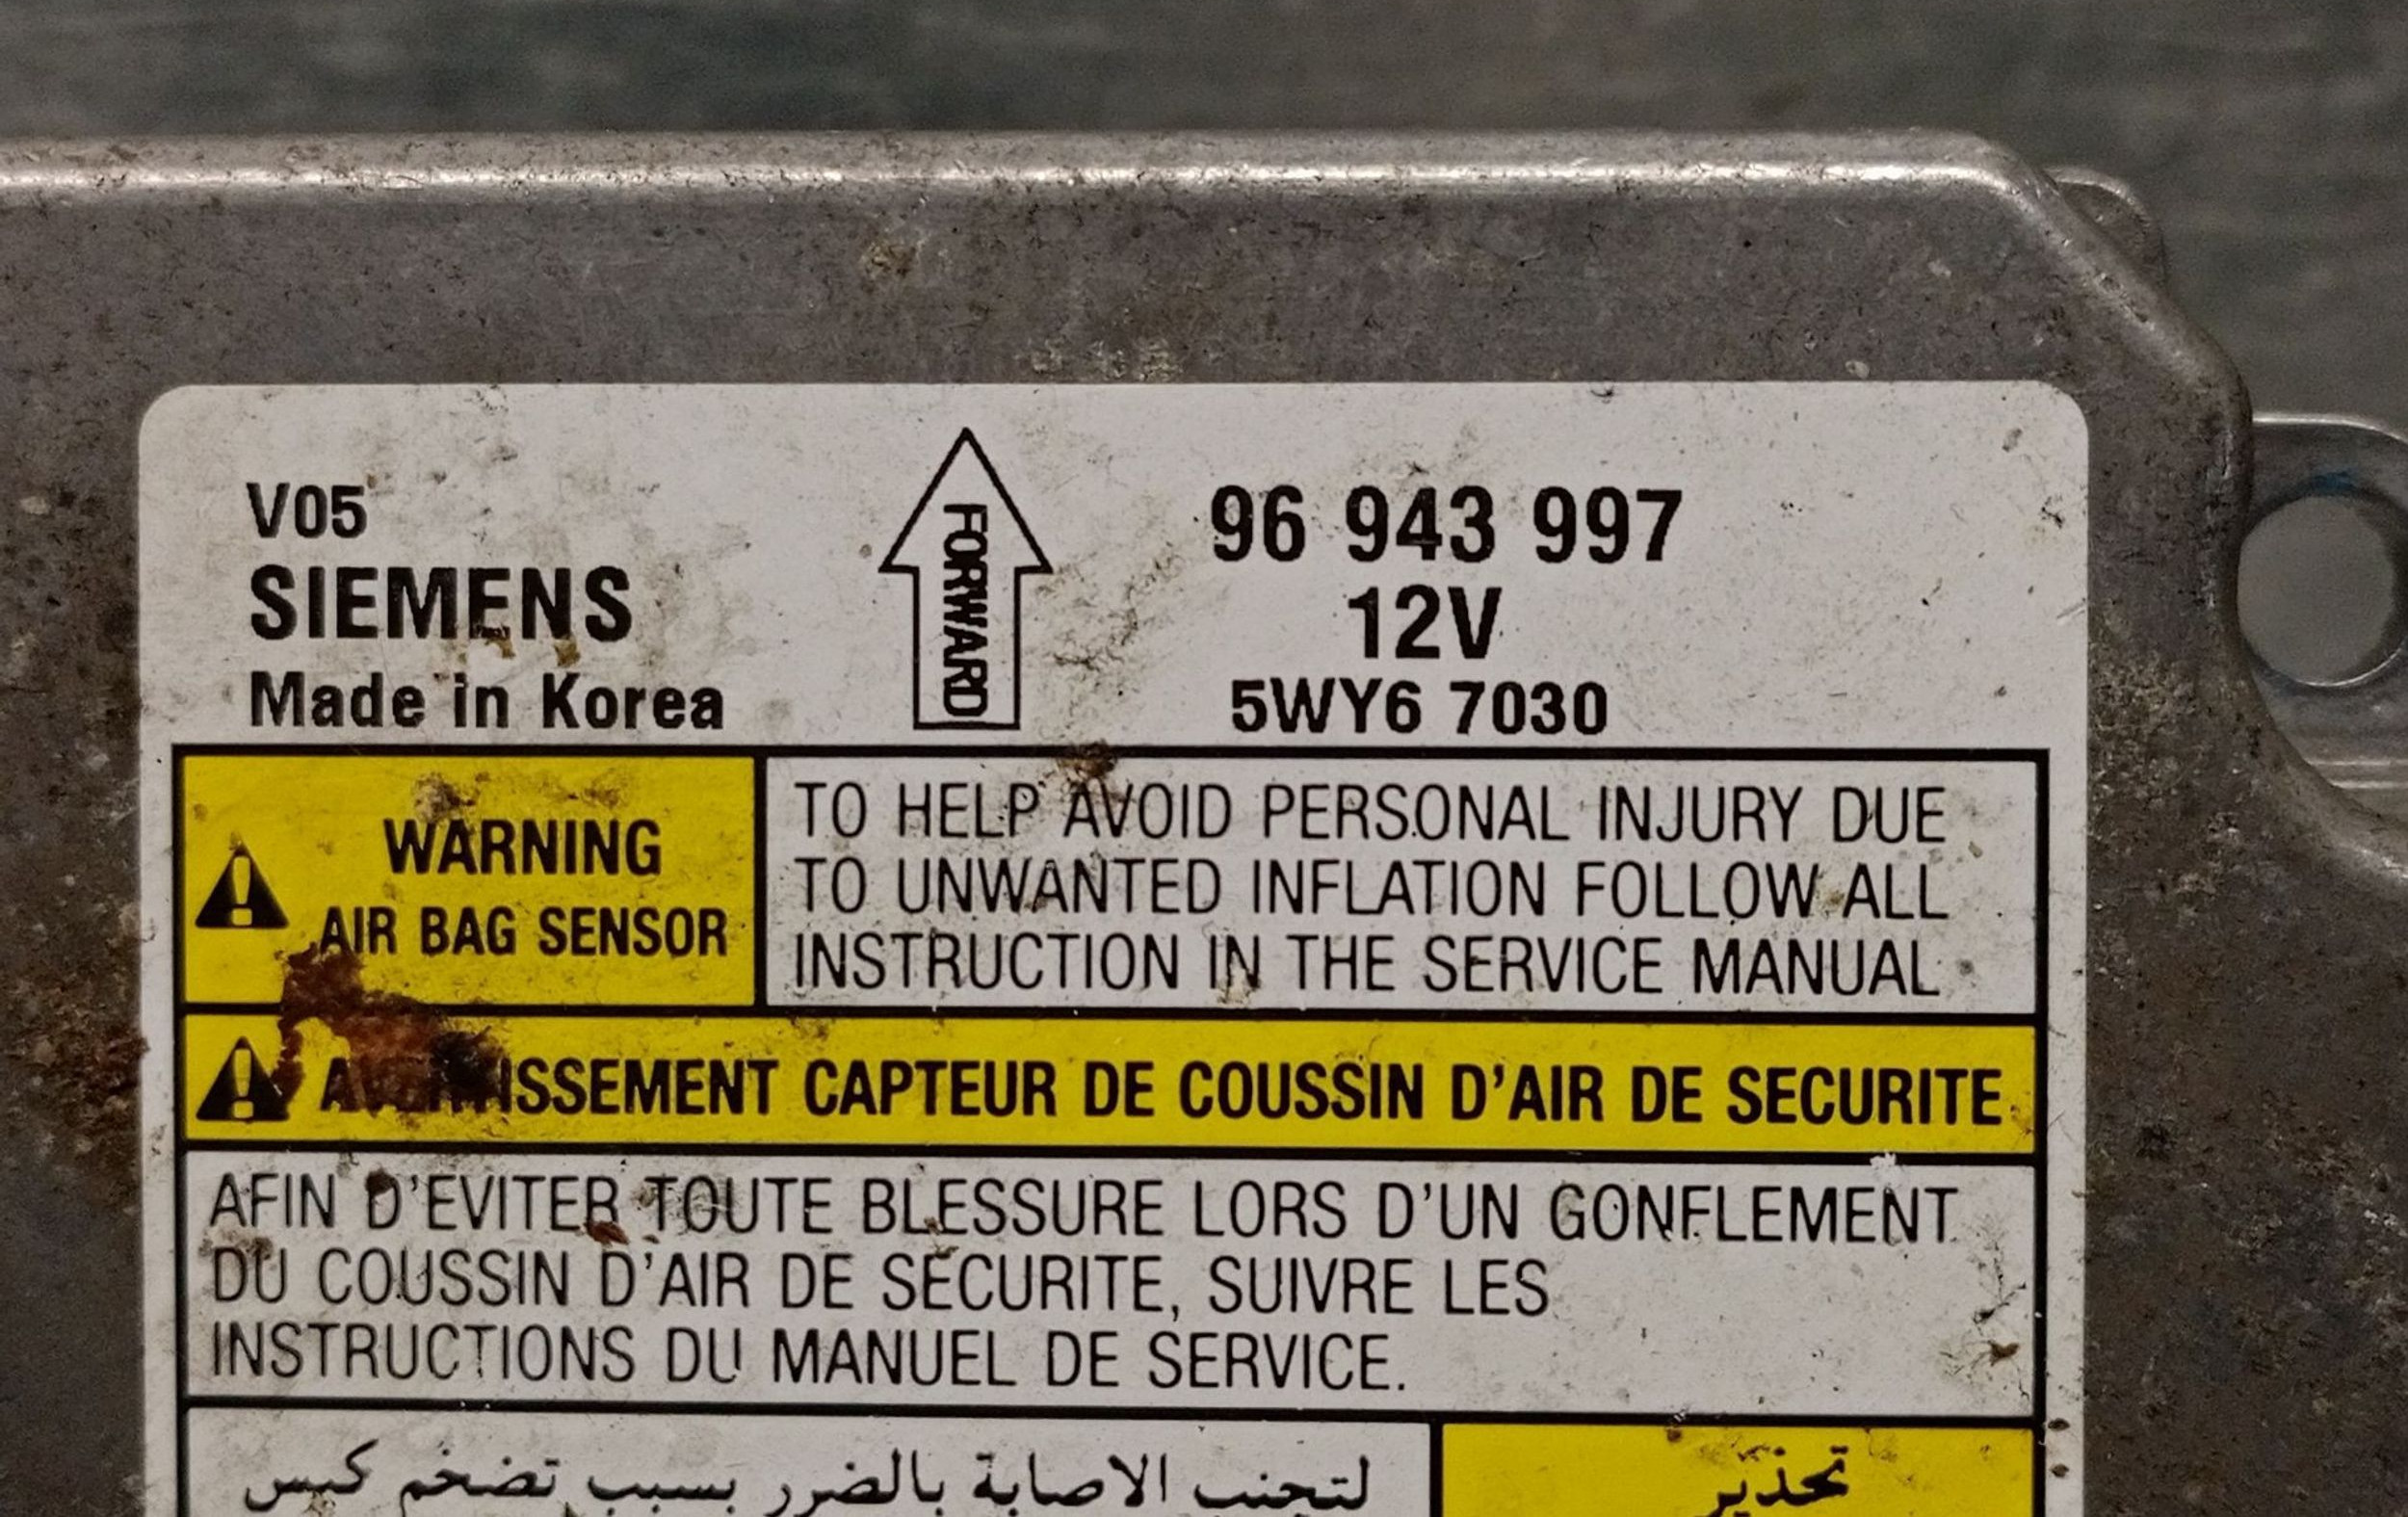 V05
SIEMENS
Made in Korea
FORWARD
96 943 997
12V
5WY6 7030
WARNING
AIR BAG SENSOR
TO HELP AVOID PERSONAL INJURY DUE
TO UNWANTED INFLATION FOLLOW ALL
INSTRUCTION IN THE SERVICE MANUAL
CAPTEUR DE COUSSIN D'AIR DE SECURITE
AFIN D'EVITER TOUTE BLESSURE LORS D'UN GONFLEMENT
DU COUSSIN D'AIR DE SECURITE, SUIVRE LES
INSTRUCTIONS DU MANUEL DE SERVICE.
تحذير
لتجنب الاصابة بالضرر بسبب تضخم كيس